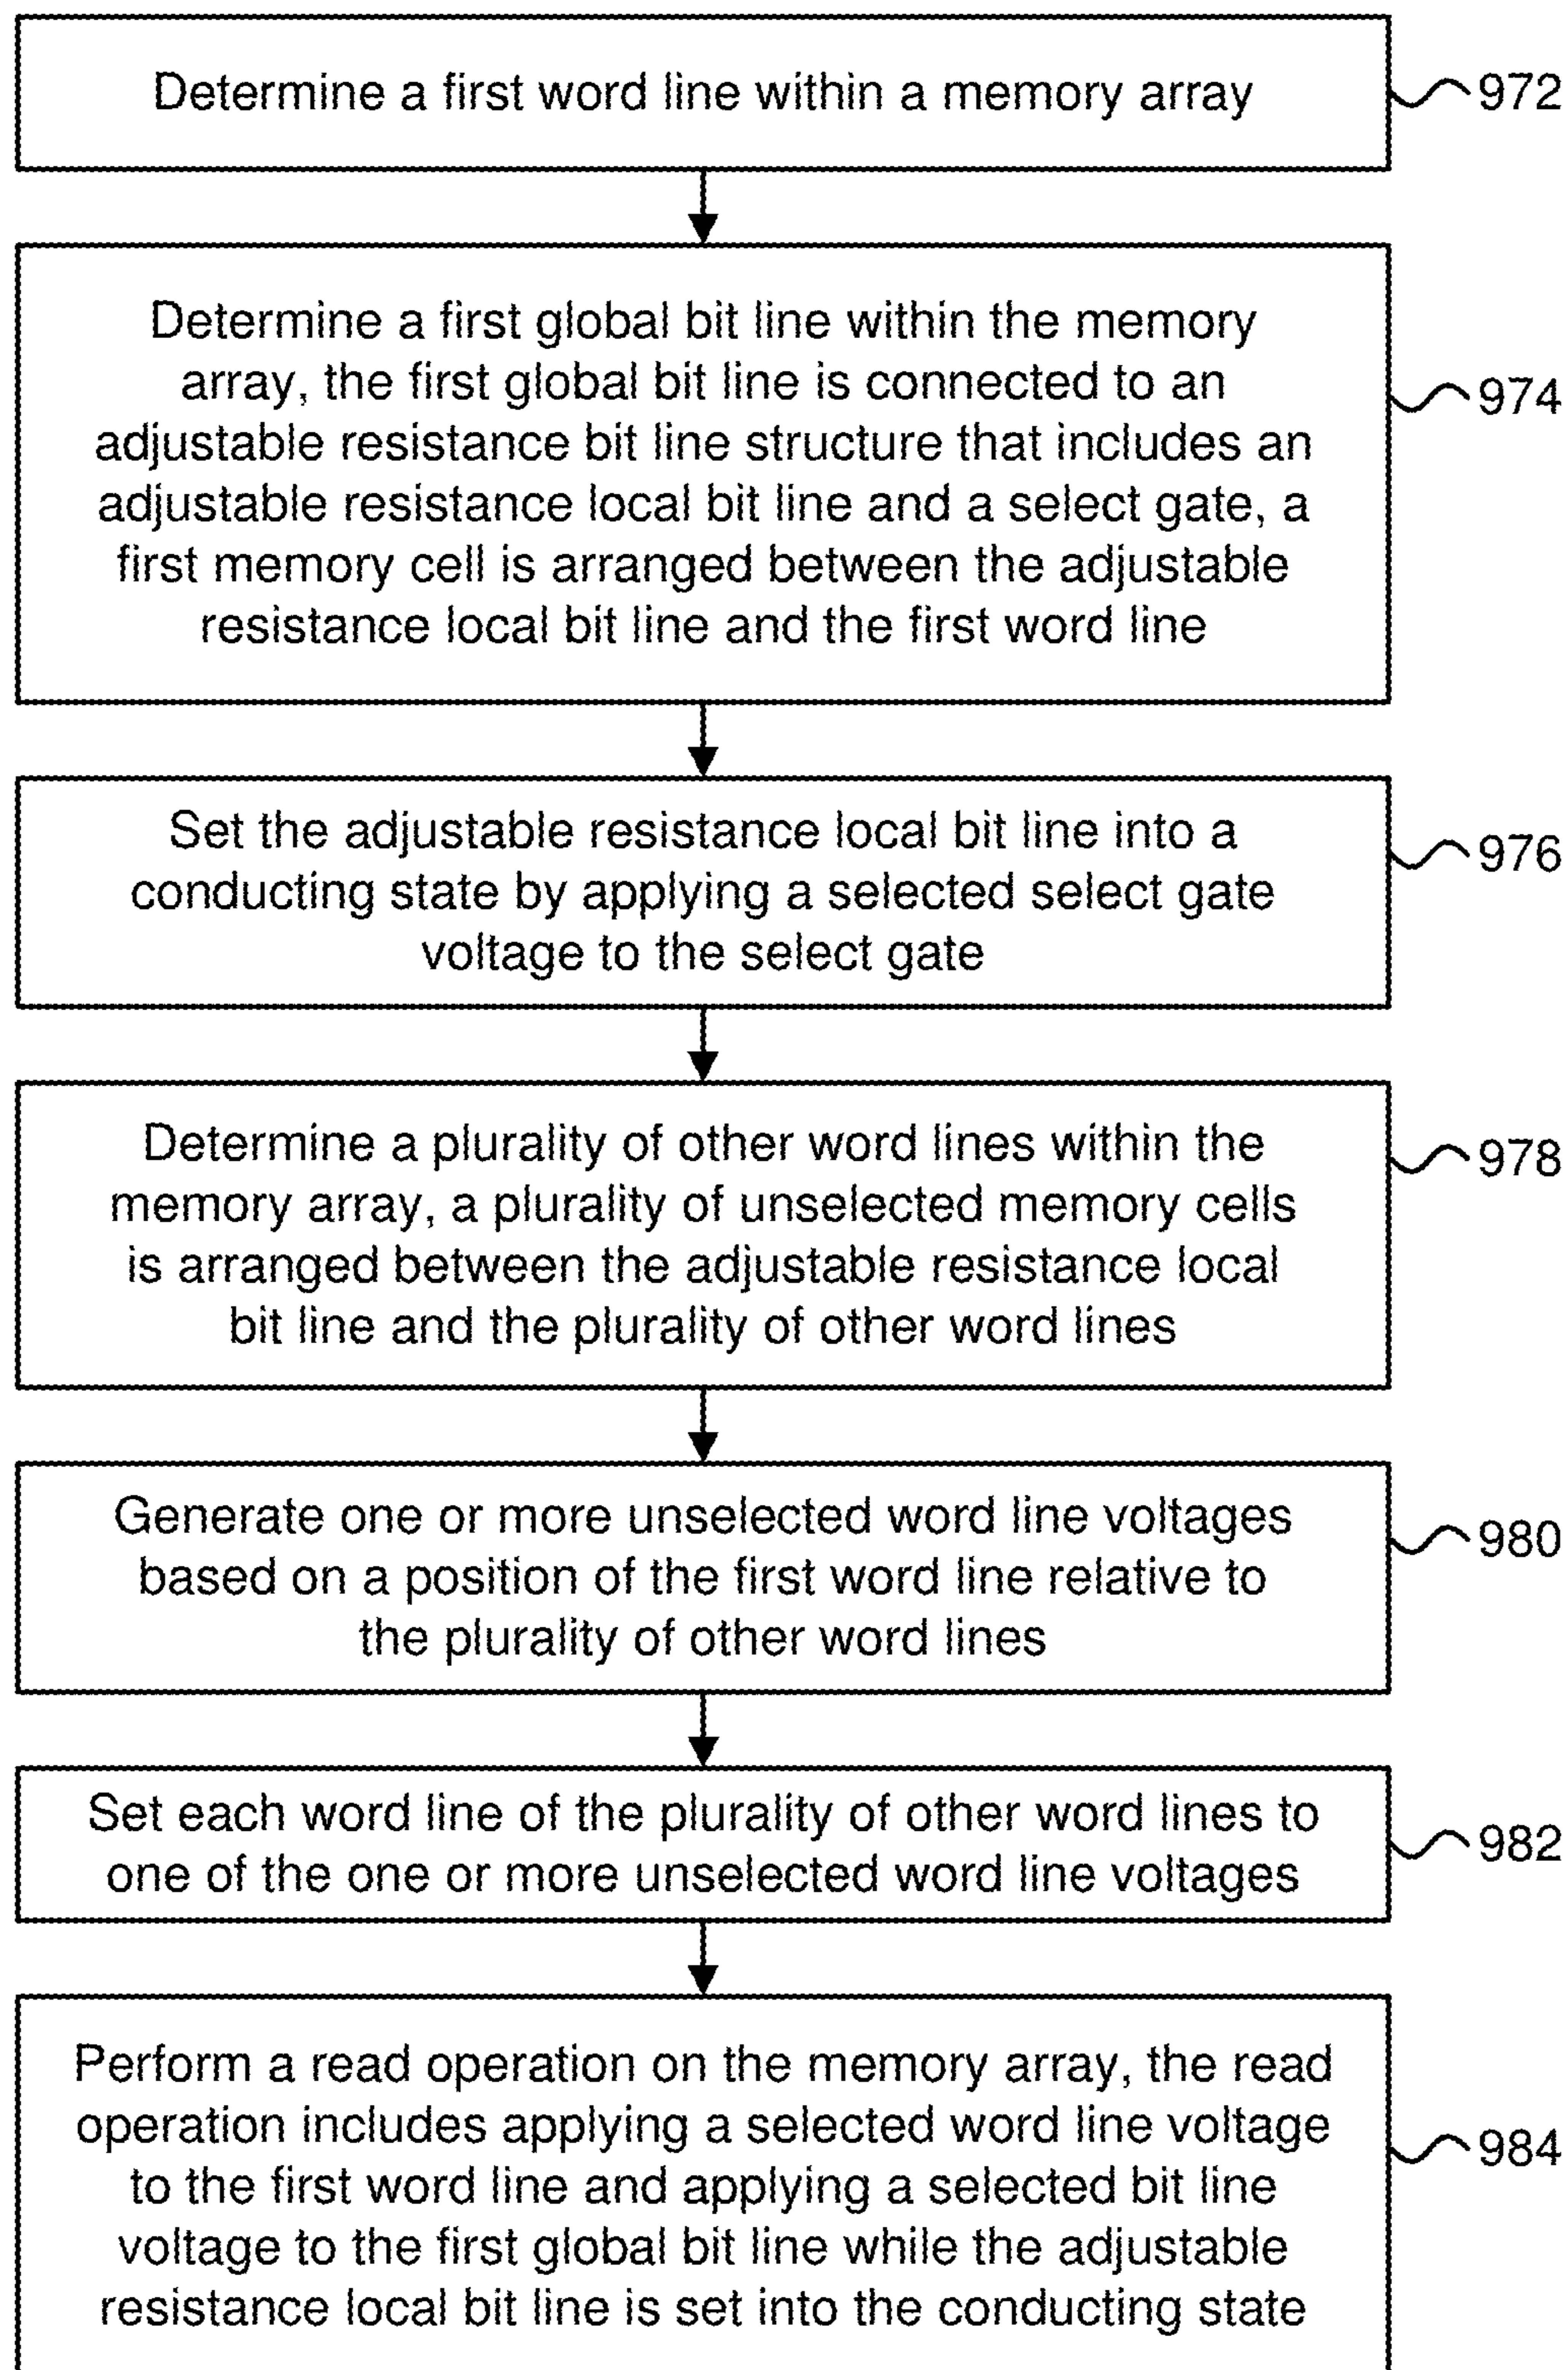 Determine a first word line within a memory array
972
Determine a first global bit line within the memory
array, the first global bit line is connected to an
adjustable resistance bit line structure that includes an
adjustable resistance local bit line and a select gate, a
first memory cell is arranged between the adjustable
resistance local bit line and the first word line
974
Set the adjustable resistance local bit line into a
conducting state by applying a selected select gate
voltage to the select gate
976
Determine a plurality of other word lines within the
memory array, a plurality of unselected memory cells
is arranged between the adjustable resistance local
bit line and the plurality of other word lines
978
Generate one or more unselected word line voltages
based on a position of the first word line relative to
the plurality of other word lines
980
Set each word line of the plurality of other word lines to
one of the one or more unselected word line voltages
982
Perform a read operation on the memory array, the read
operation includes applying a selected word line voltage
to the first word line and applying a selected bit line
voltage to the first global bit line while the adjustable
resistance local bit line is set into the conducting state
984